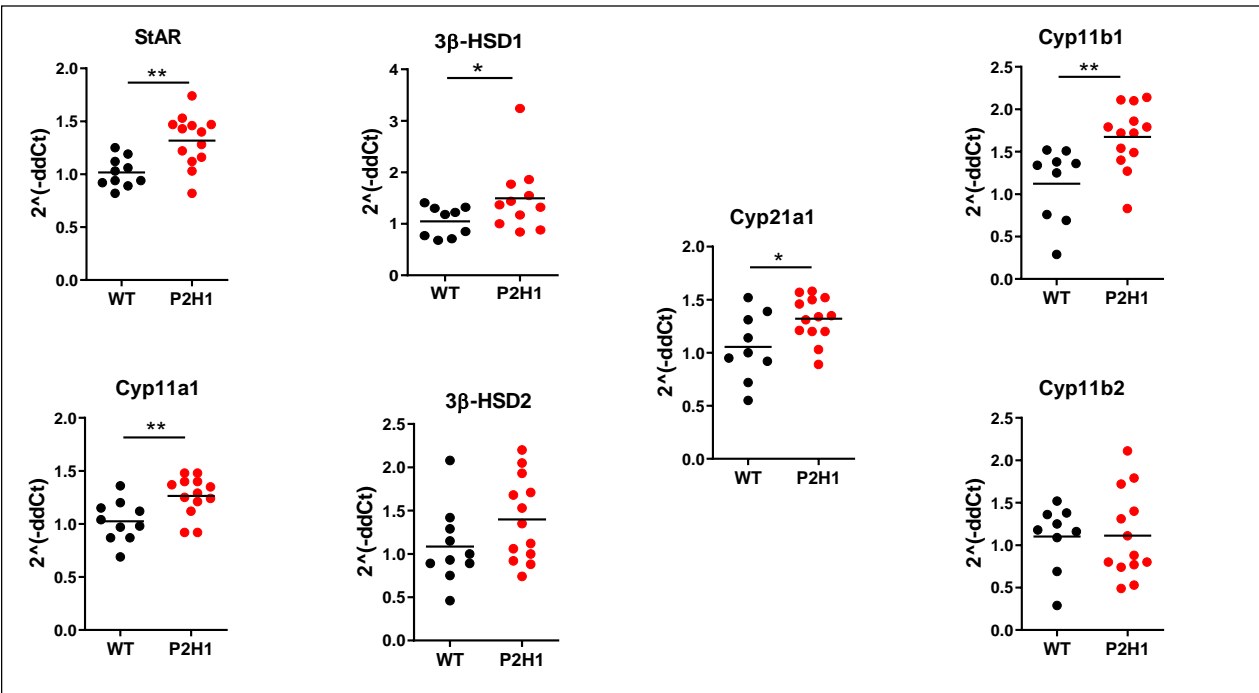 StAR
**
2^(-ddCt)
2.0
1.5
1.0
0.5
0.0
WT P2H1
3β-HSD1
*
2^(-ddCt)
4
3
2
1
0
WT P2H1
Cyp11b1
**
2^(-ddCt)
2.5
2.0
1.5
1.0
0.5
0.0
WT P2H1
Cyp21a1
*
2^(-ddCt)
2.0
1.5
1.0
0.5
0.0
WT P2H1
Cyp11a1
**
2^(-ddCt)
2.0
1.5
1.0
0.5
0.0
WT P2H1
3β-HSD2
2^(-ddCt)
2.5
2.0
1.5
1.0
0.5
0.0
WT P2H1
Cyp11b2
2^(-ddCt)
2.5
2.0
1.5
1.0
0.5
0.0
WT P2H1